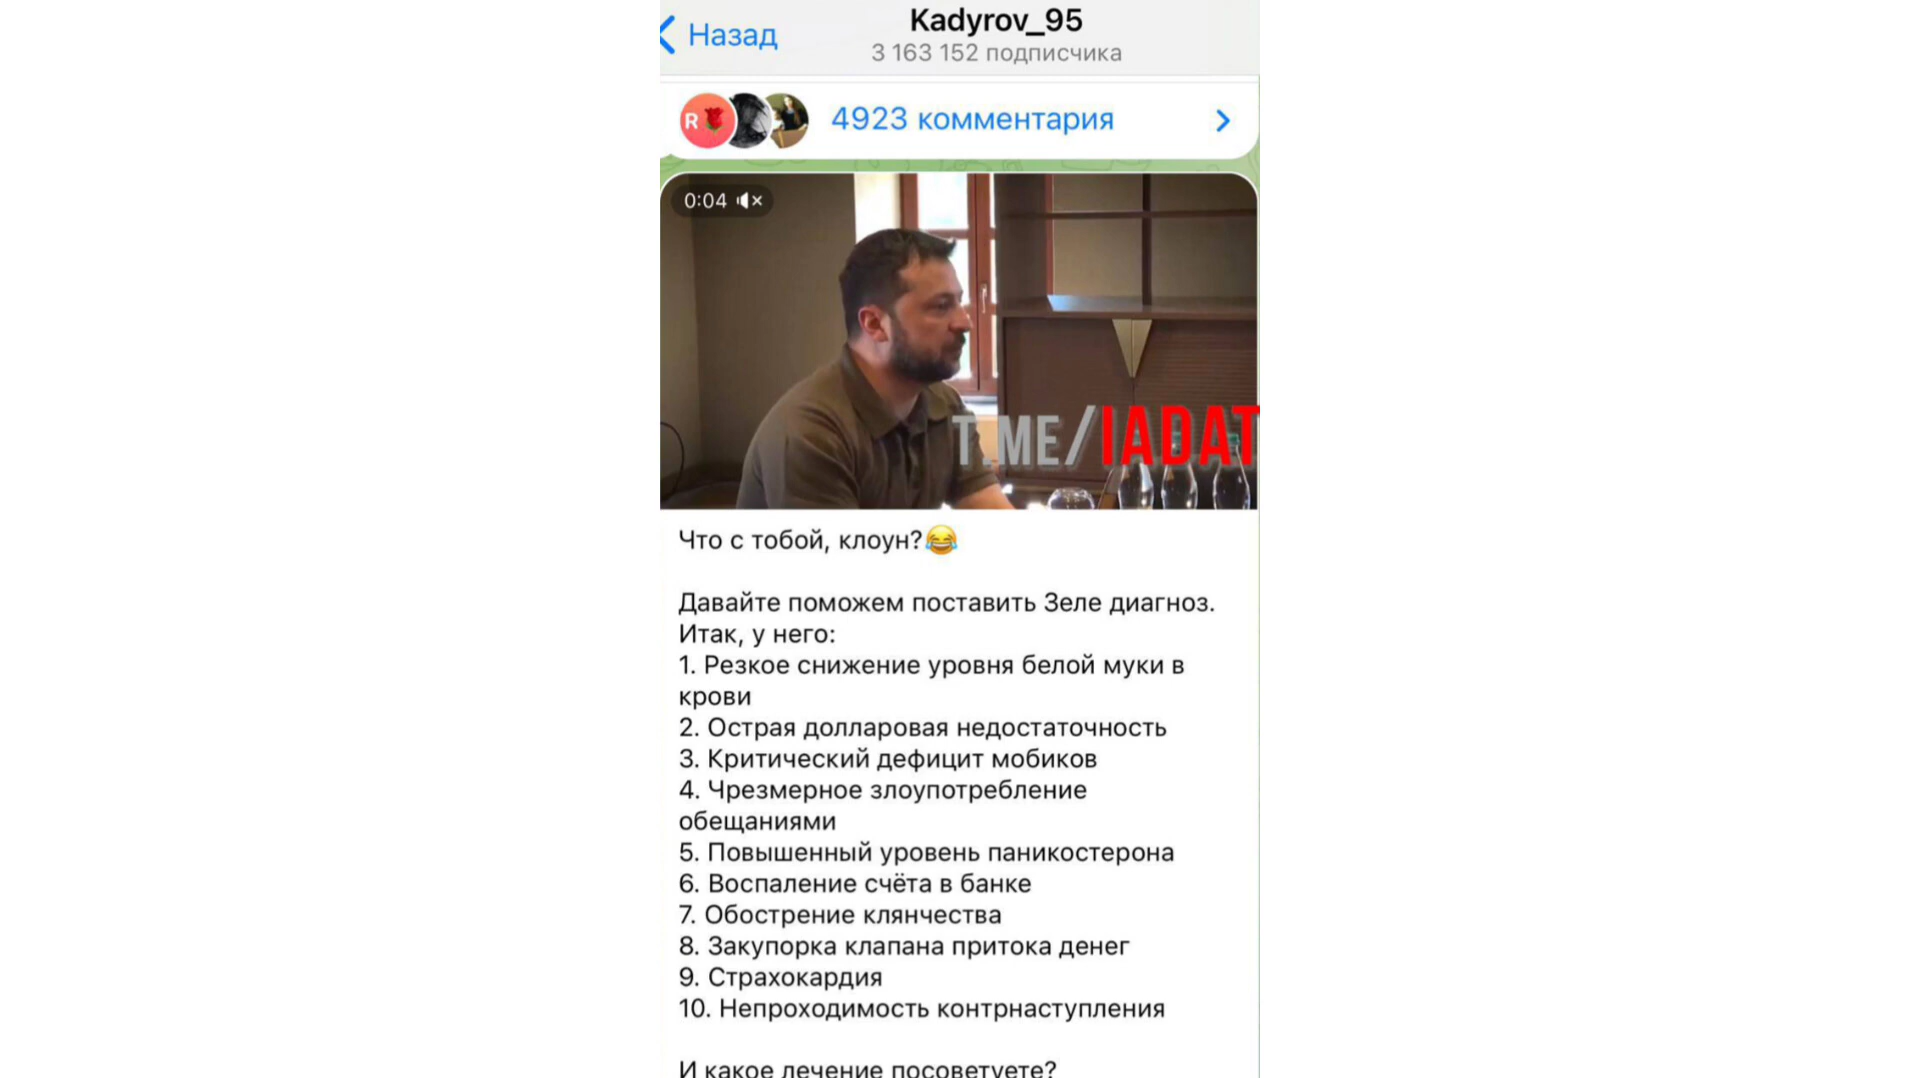 Назад
Kadyrov_95
3 163 152 подписчика
R
4923 комментария
0:04
T.ME/IADAT
Что с тобой, клоун?😂
Давайте поможем поставить Зеле диагноз.
Итак, у него:
1. Резкое снижение уровня белой муки в
крови
2. Острая долларовая недостаточность
3. Критический дефицит мобиков
4. Чрезмерное злоупотребление
обещаниями
5. Повышенный уровень паникостерона
6. Воспаление счёта в банке
7. Обострение клянчества
8. Закупорка клапана притока денег
9. Страхокардия
10. Непроходимость контрнаступления
И какое лечение посоветуете?